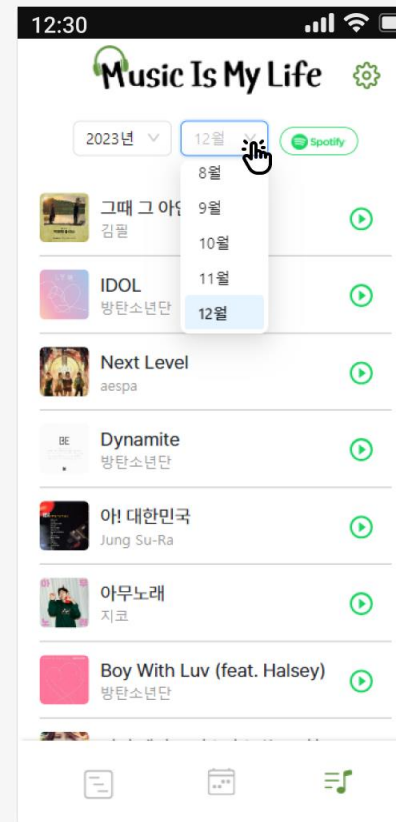 12:30
Music Is My Life
2023년
12월
Spotify
8월
9월
10월
11월
12월
그때 그 아
김필
IDOL
방탄소년단
Next Level
aespa
BE
Dynamite
방탄소년단
아! 대한민국
Jung Su-Ra
아무노래
지코
Boy With Luv (feat. Halsey)
방탄소년단